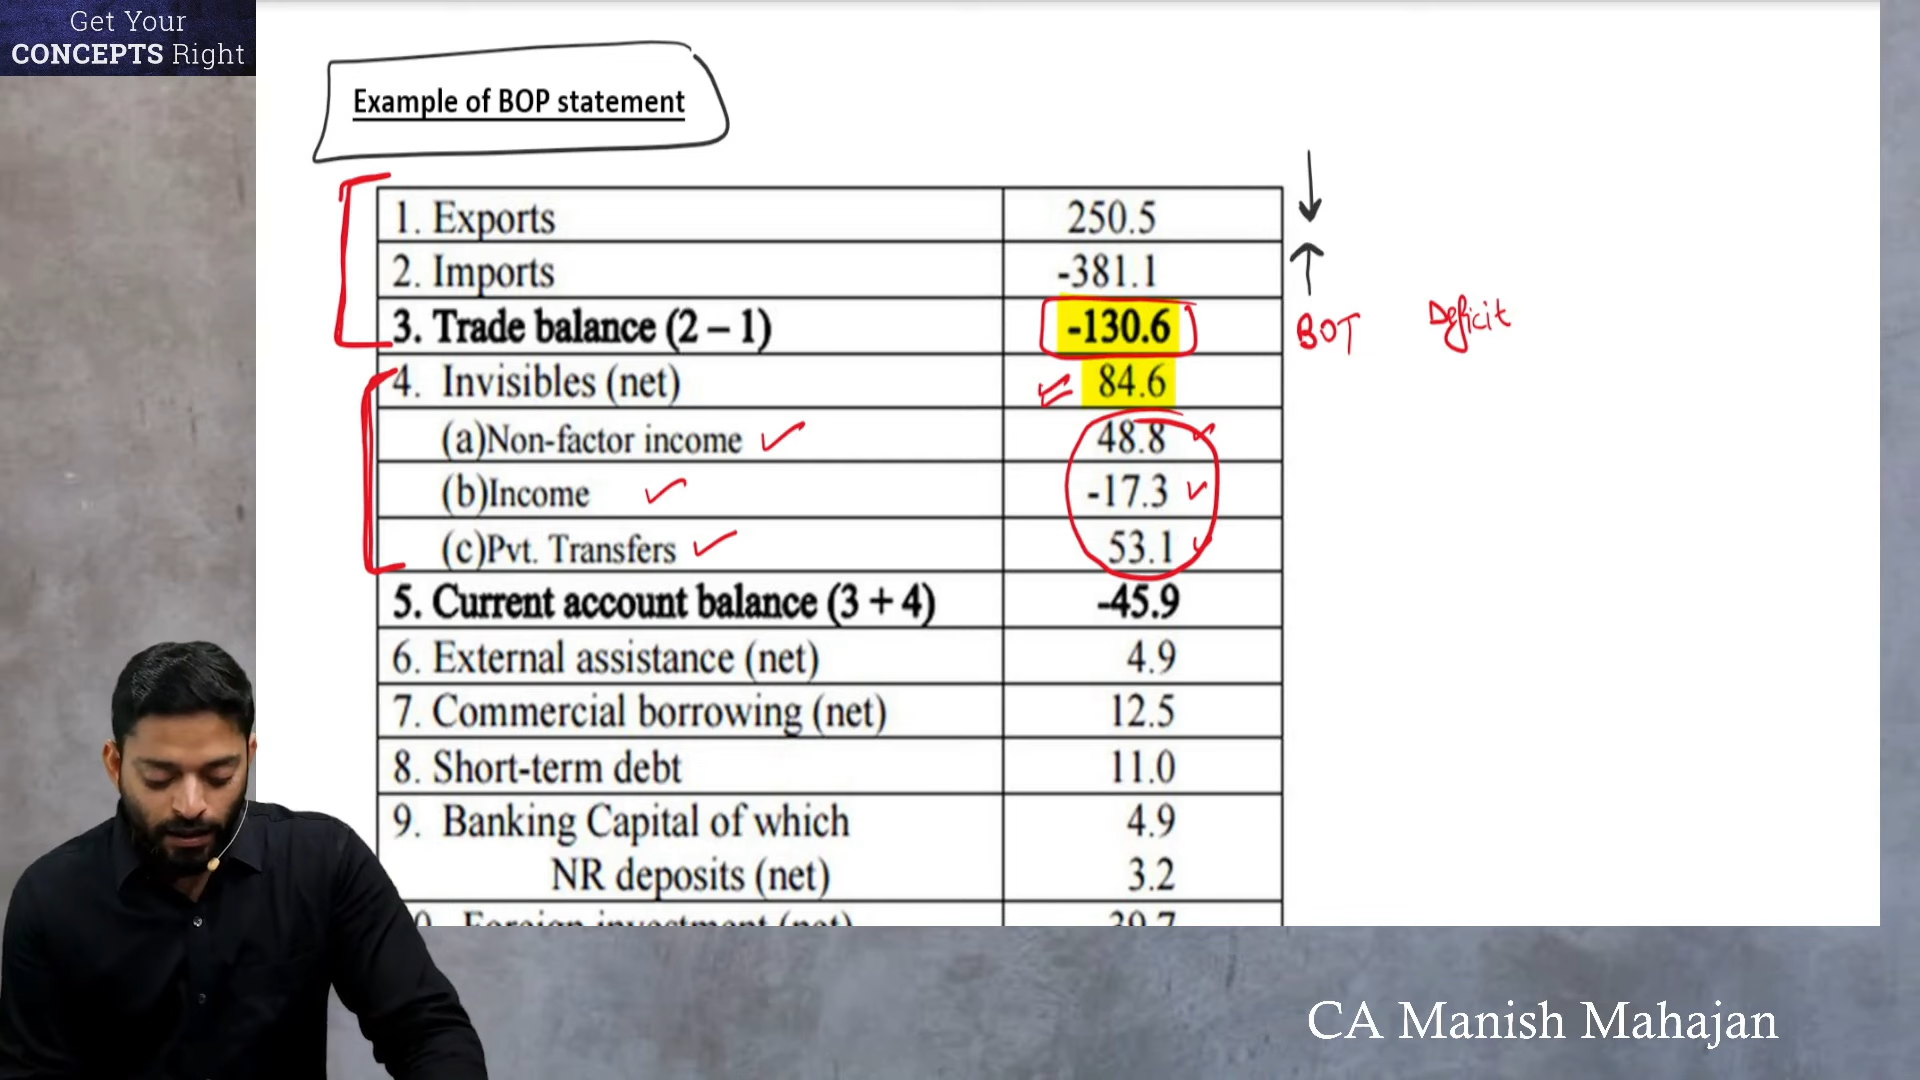 Get Your
CONCEPTS Right
Example of BOP statement
1. Exports 250.5
2. Imports -381.1
3. Trade balance (2 – 1) -130.6 BOT Deficit
4. Invisibles (net) 84.6
(a)Non-factor income 48.8
(b)Income -17.3
(c)Pvt. Transfers 53.1
5. Current account balance (3 + 4) -45.9
6. External assistance (net) 4.9
7. Commercial borrowing (net) 12.5
8. Short-term debt 11.0
9. Banking Capital of which 4.9
NR deposits (net) 3.2
Foreign investment (net)
CA Manish Mahajan